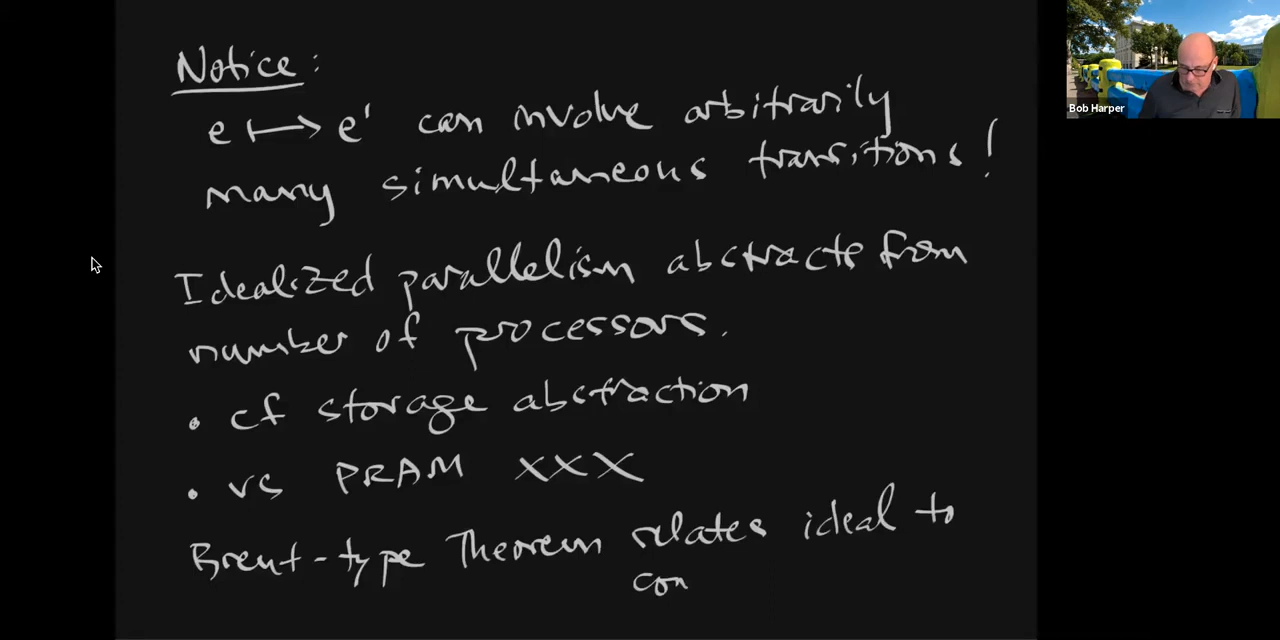 Notice:
e ↦ e' can involve arbitrarily
many simultaneous transitions!
Idealized parallelism abstracts from
number of processors.
• cf storage abstraction
• vs PRAM XXX
Brent-type Theorem relates ideal to
con
Bob Harper